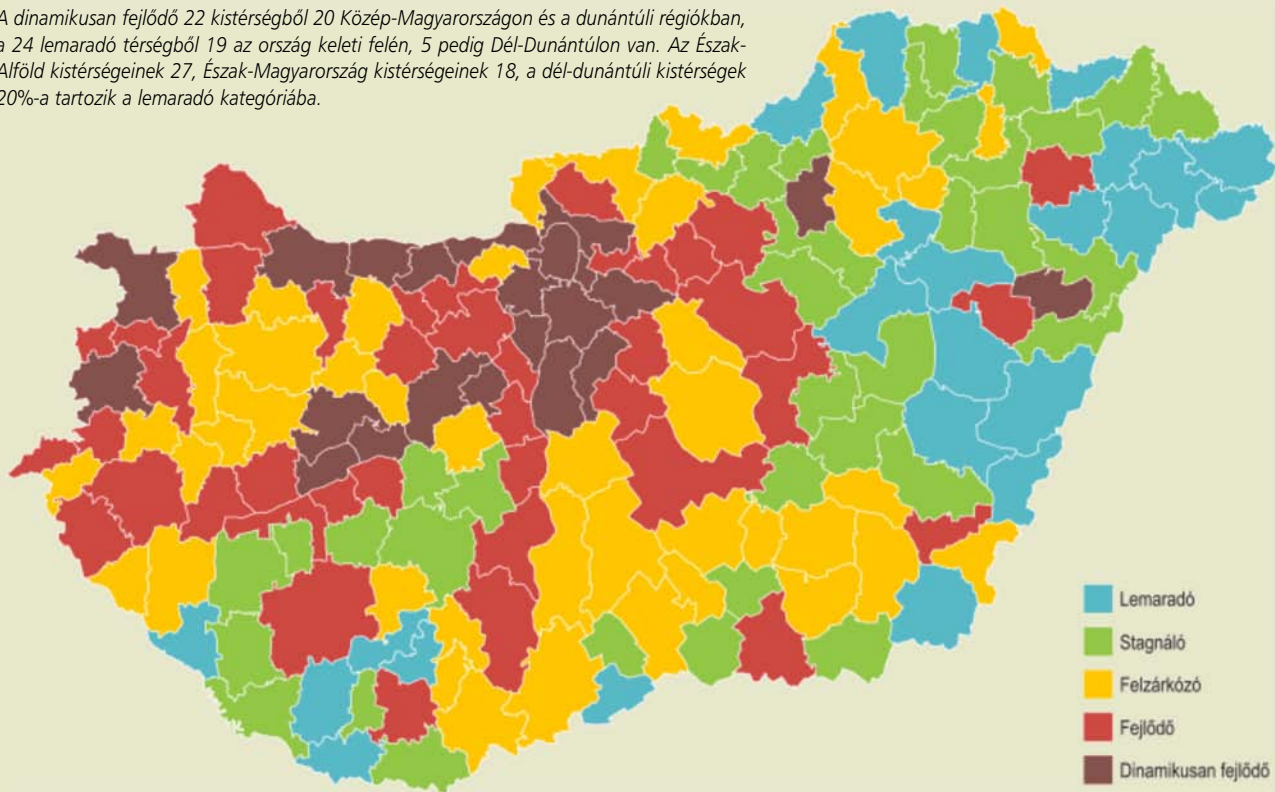 A dinamikusan fejlődő 22 kistérségből 20 Közép-Magyarországon és a dunántúli régiókban,
a 24 lemaradó térségből 19 az ország keleti felén, 5 pedig Dél-Dunántúlon van. Az Észak-
Alföld kistérségeinek 27, Észak-Magyarország kistérségeinek 18, a dél-dunántúli kistérségek
20%-a tartozik a lemaradó kategóriába.
Lemaradó
Stagnáló
Felzárkózó
Fejlődő
Dinamikusan fejlődő